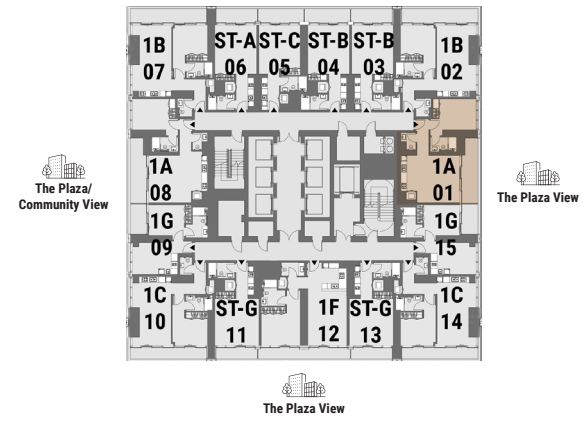 1B ST-A ST-C ST-B ST-B 1B
07 06 05 04 03 02
1A 1A
08 01
The Plaza/
Community View
The Plaza View
1G 1G
09 15
1C ST-G 1F ST-G 1C
10 11 12 13 14
The Plaza View